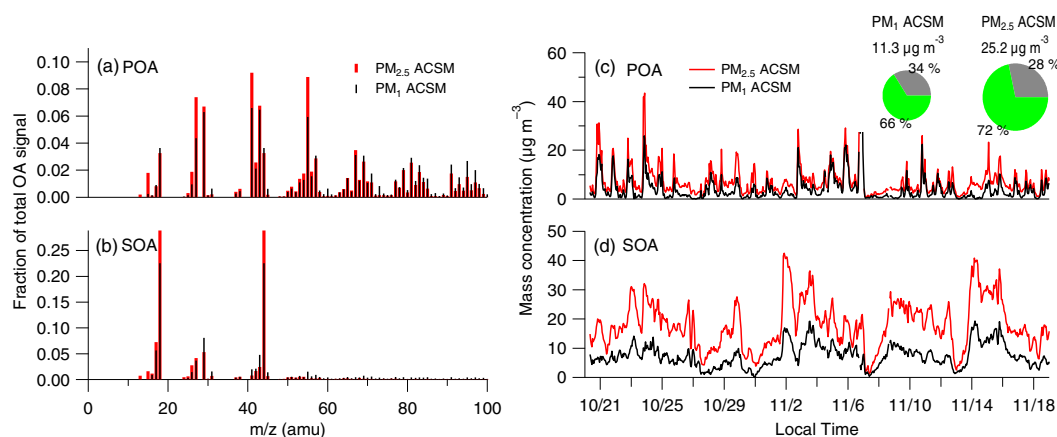 (a) POA
PM2.5 ACSM
PM1 ACSM
0.10
0.08
0.06
0.04
0.02
0.00
Fraction of total OA signal
(b) SOA
0.25
0.20
0.15
0.10
0.05
0.00
0 20 40 60 80 100
m/z (amu)
PM1 ACSM
11.3 µg m⁻³
34 %
66 %
PM2.5 ACSM
25.2 µg m⁻³
28 %
72 %
(c) POA
PM2.5 ACSM
PM1 ACSM
60
40
20
0
Mass concentration (µg m⁻³)
(d) SOA
50
40
30
20
10
0
10/21 10/25 10/29 11/2 11/6 11/10 11/14 11/18
Local Time